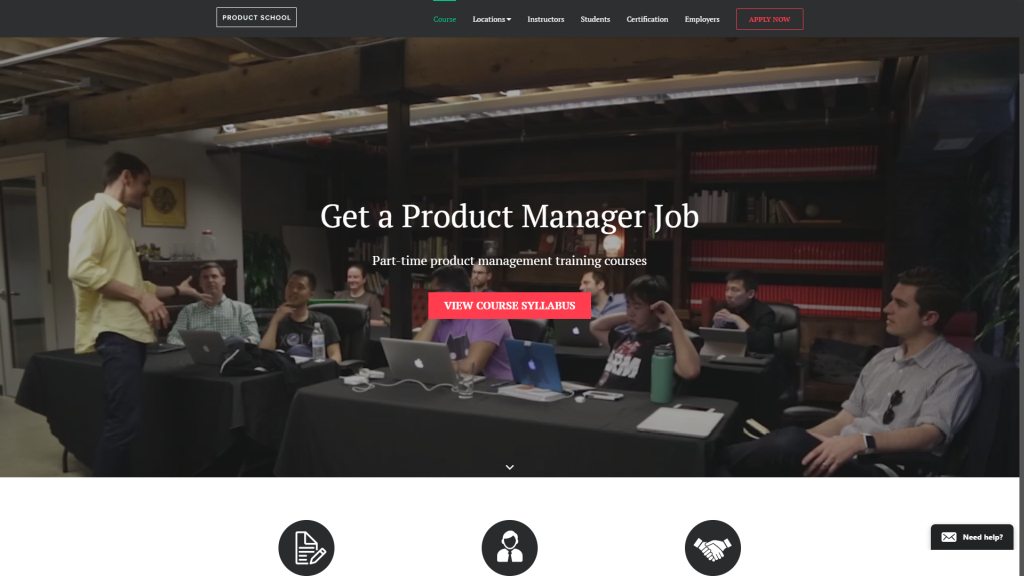 PRODUCT SCHOOL
Course
Locations
Instructors
Students
Certification
Employers
APPLY NOW
Get a Product Manager Job
Part-time product management training courses
VIEW COURSE SYLLABUS
Need help?